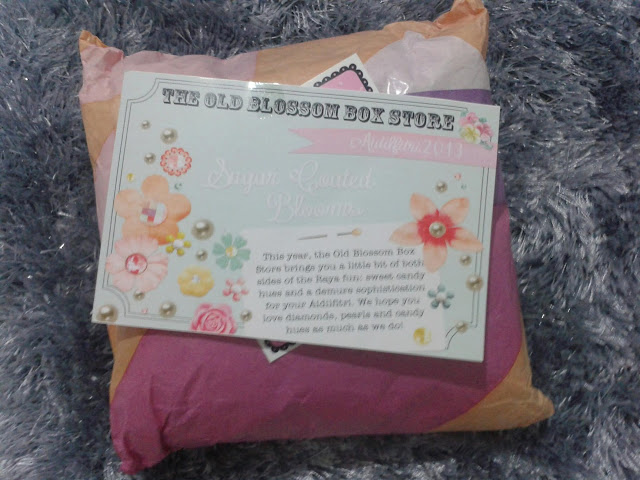 THE OLD BLOSSOM BOX STORE
Aidilfitri 2013
Sugar Coated
Blooms
This year, the Old Blossom Box
Store brings you a little bit of both
sides of the Raya fun: sweet candy
hues and a demure sophistication
for your Aidilfitri. We hope you
love diamonds, pearls and candy
hues as much as we do!